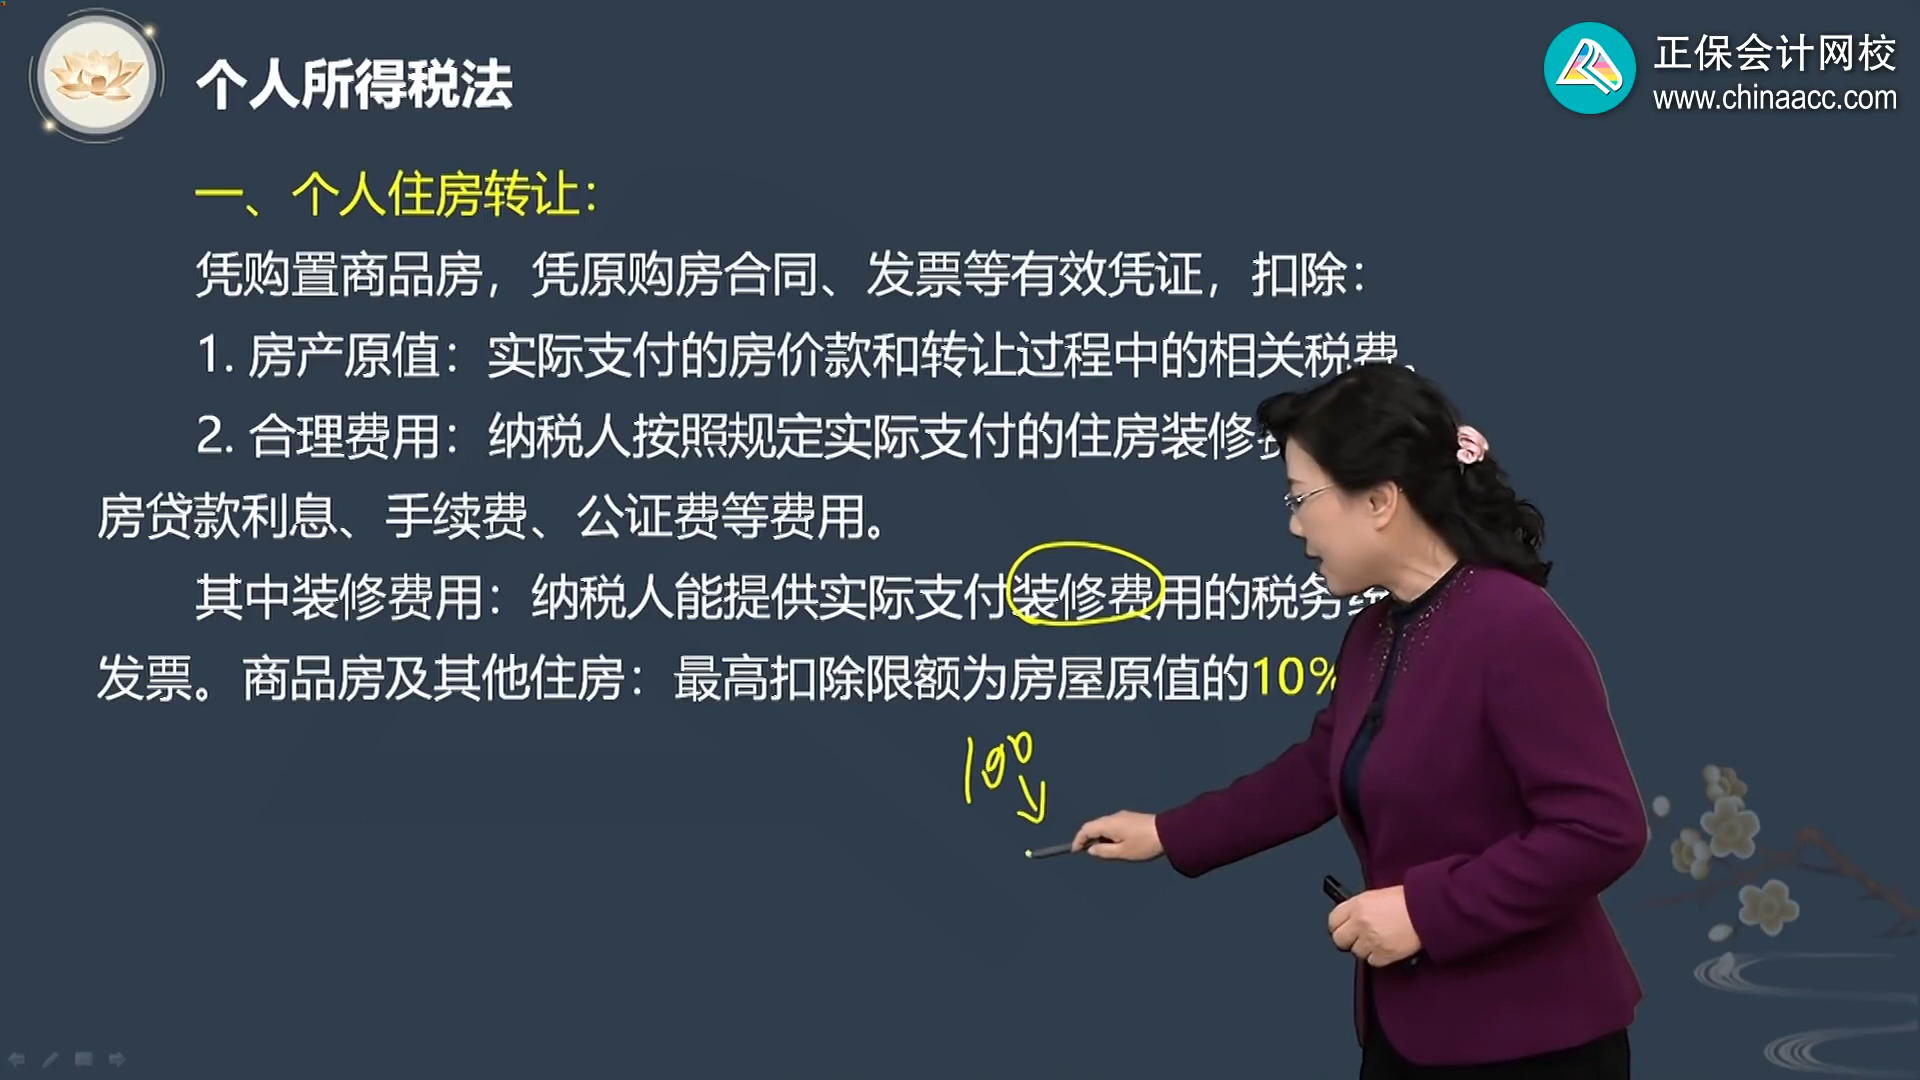 个人所得税法
正保会计网校
www.chinaacc.com
一、个人住房转让：
凭购置商品房，凭原购房合同、发票等有效凭证，扣除：
1. 房产原值：实际支付的房价款和转让过程中的相关税费。
2. 合理费用：纳税人按照规定实际支付的住房装修
房贷款利息、手续费、公证费等费用。
其中装修费用：纳税人能提供实际支付装修费用的税务
发票。商品房及其他住房：最高扣除限额为房屋原值的10%
100